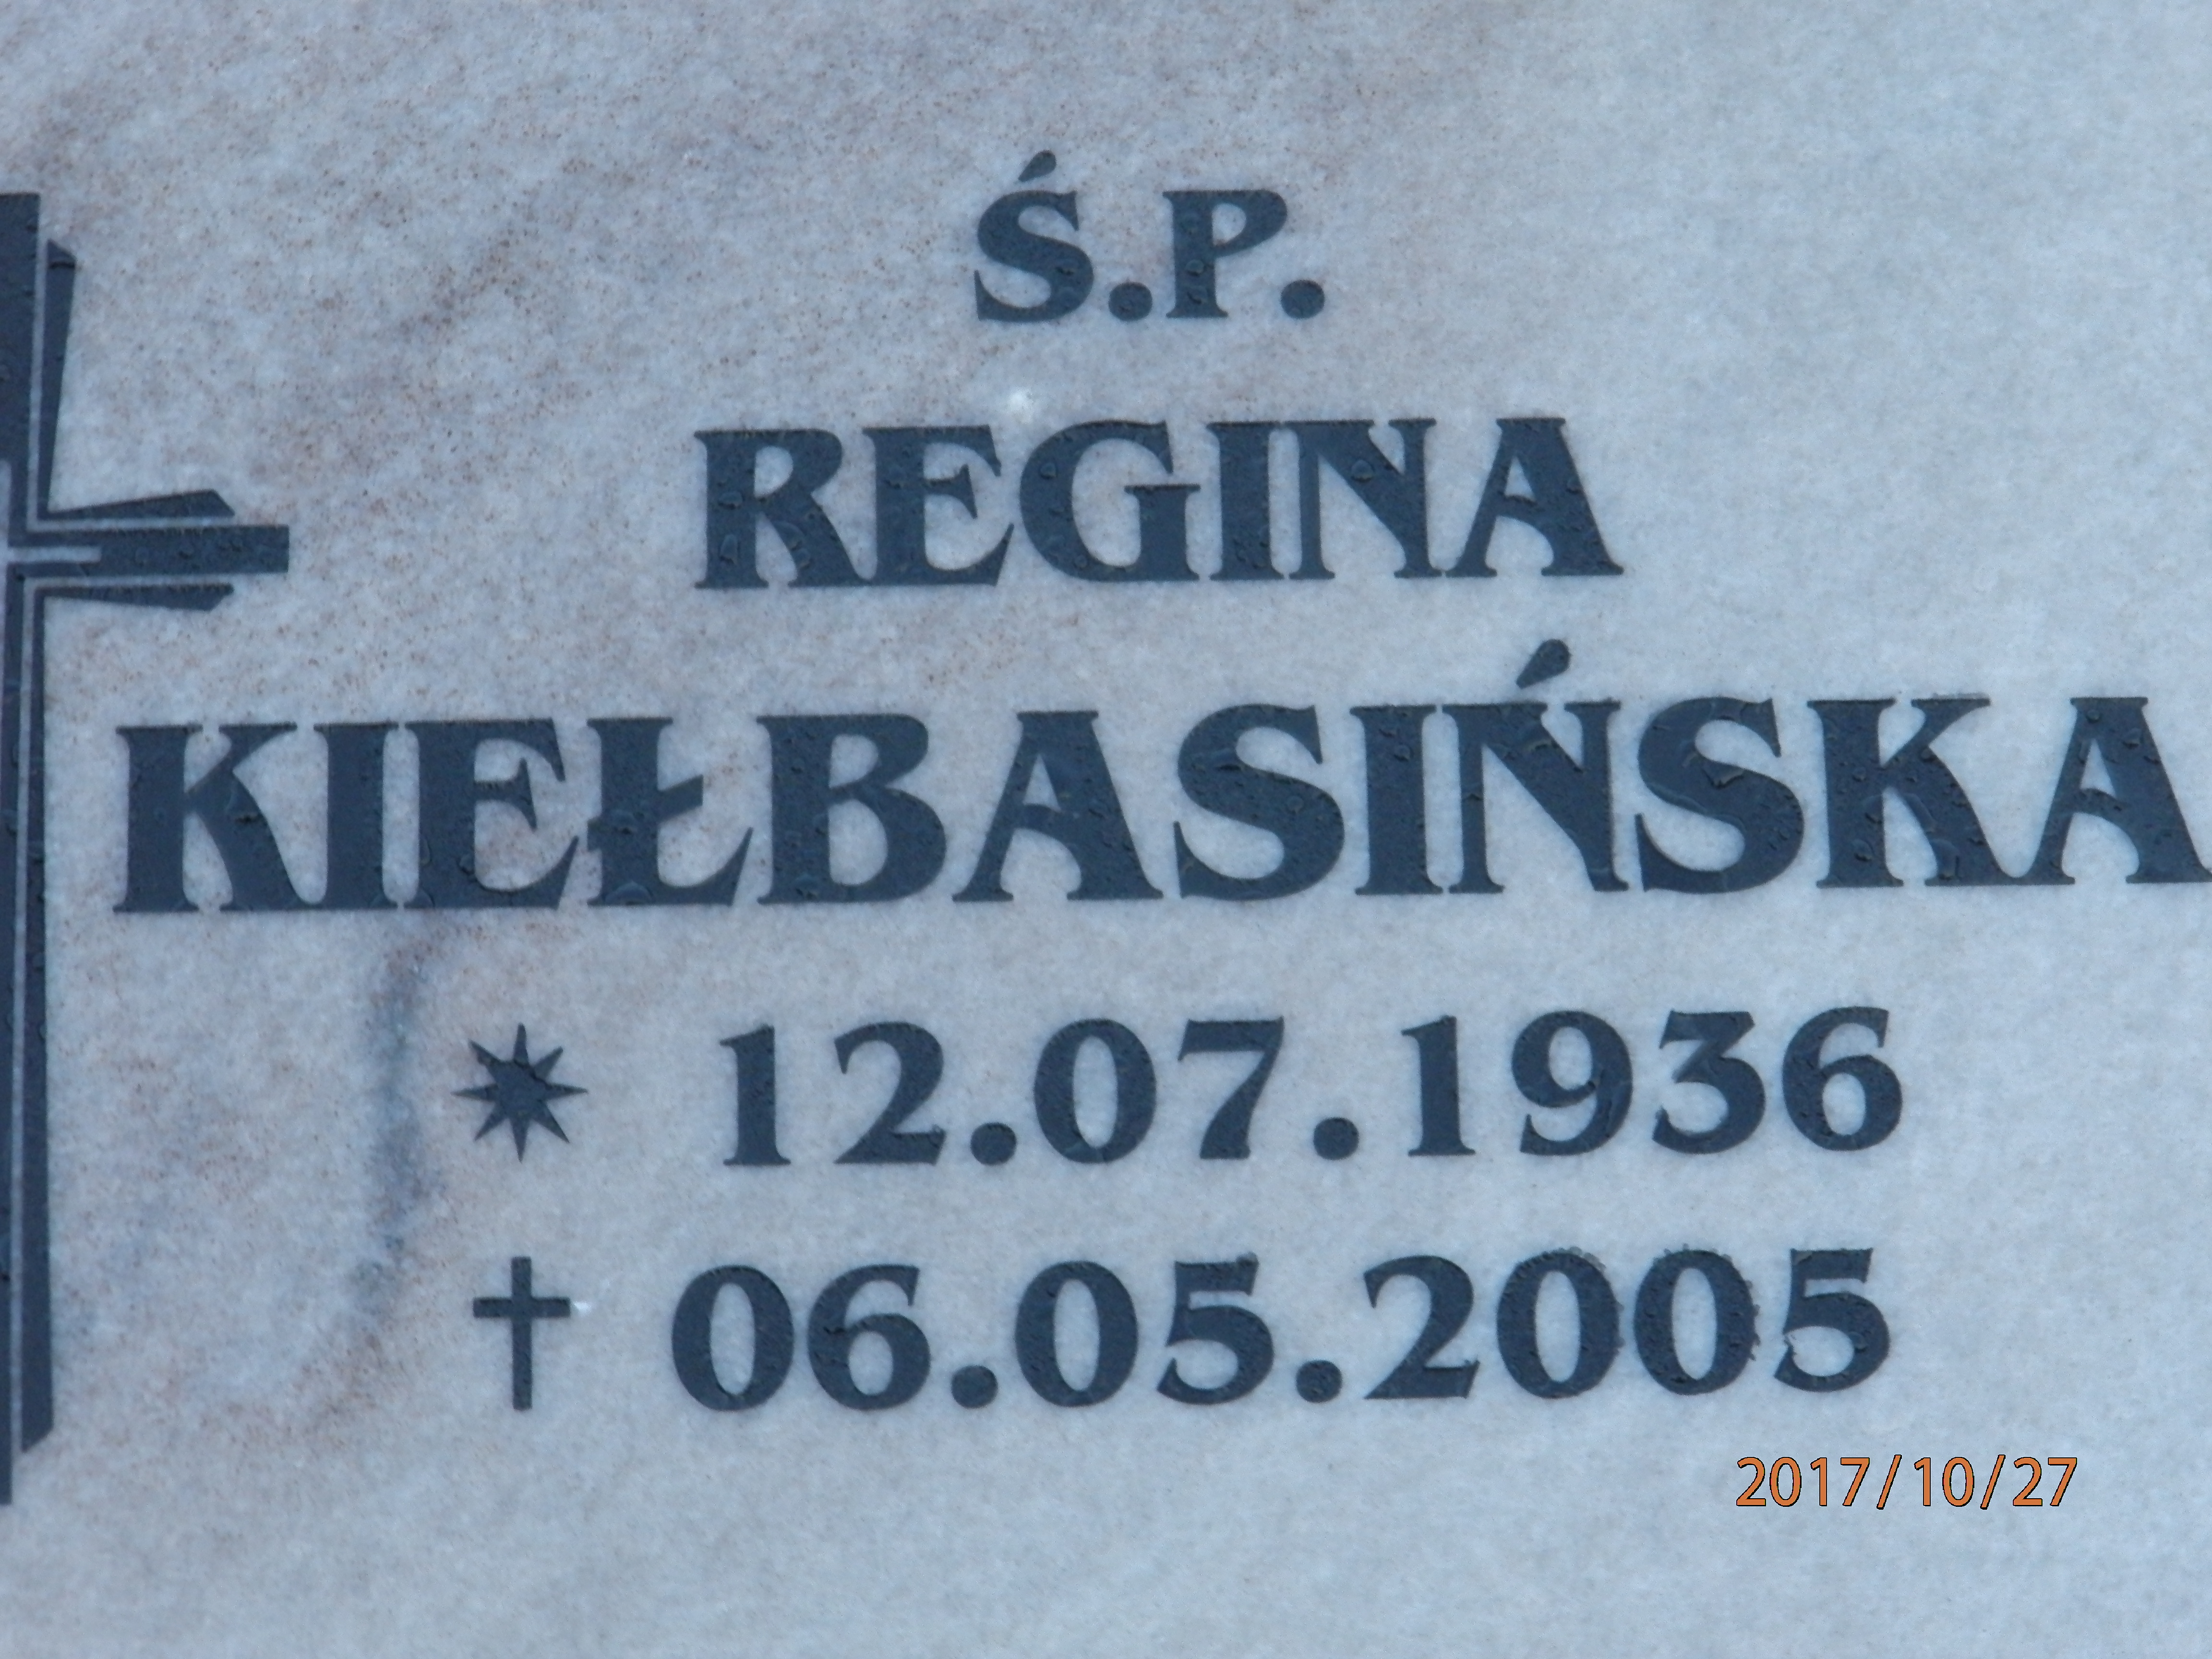 Ś.P.
REGINA
KIEŁBASIŃSKA
✷ 12.07.1936
✝ 06.05.2005
2017/10/27